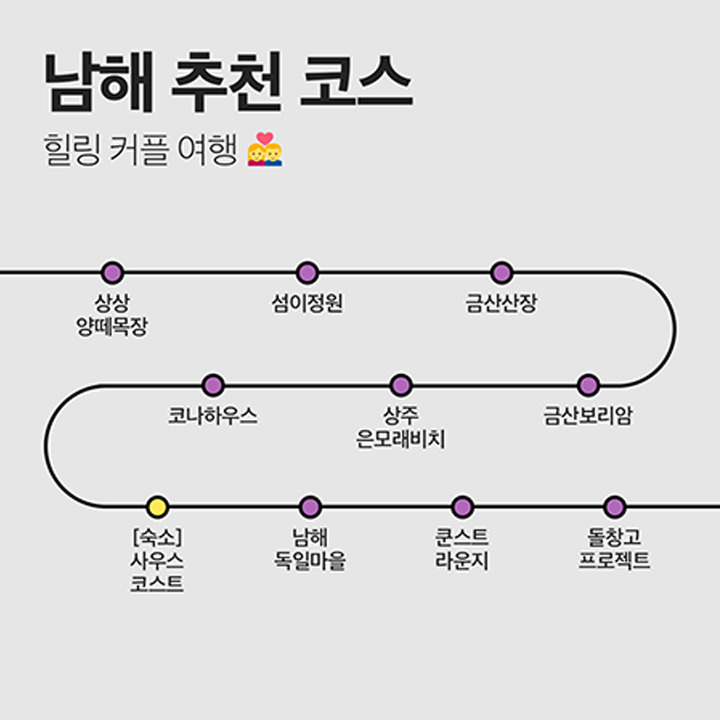 남해 추천 코스
힐링 커플 여행 💑
상상
양떼목장
섬이정원
금산산장
코나하우스
상주
은모래비치
금산보리암
[숙소]
사우스
코스트
남해
독일마을
쿤스트
라운지
돌창고
프로젝트